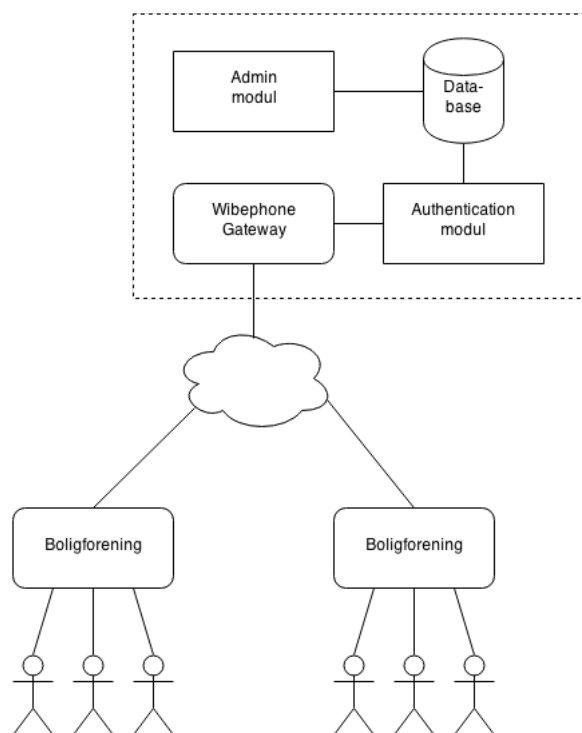 Admin
modul
Data-
base
Wibephone
Gateway
Authentication
modul
Boligforening
Boligforening